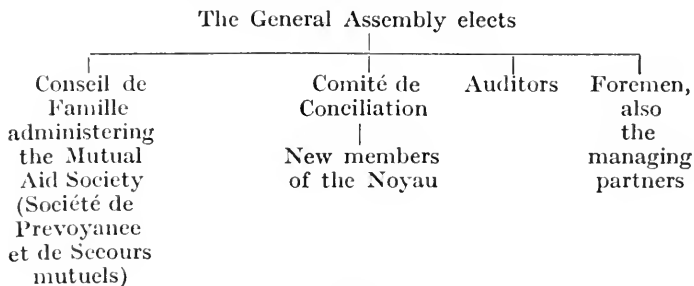 The General Assembly elects
Conseil de
Famille
administering
the Mutual
Aid Society
(Société de
Prevoyance
et de Secours
mutuels)
Comité de
Conciliation
New members
of the Noyau
Auditors
Foremen,
also
the
managing
partners